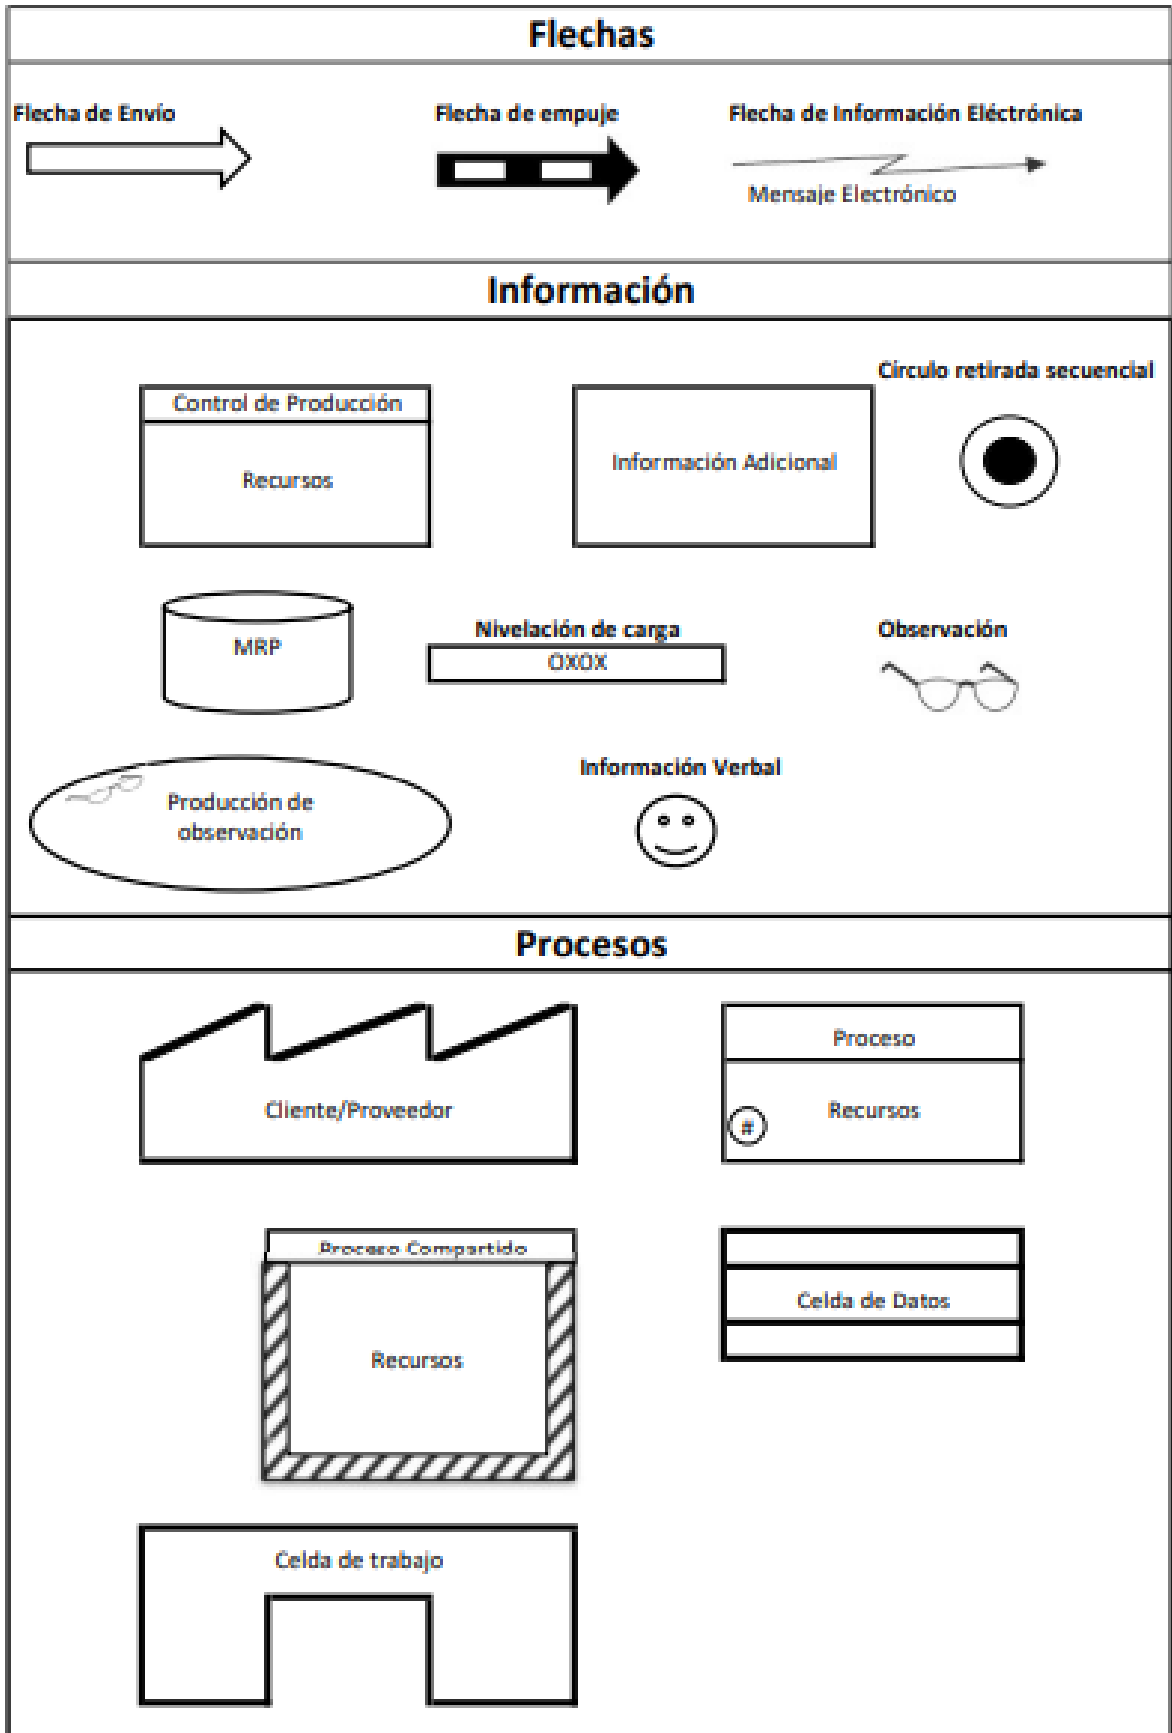 Flechas
Flecha de Envío
Flecha de empuje
Flecha de Información Eléctrónica
Mensaje Electrónico
Información
Círculo retirada secuencial
Control de Producción
Recursos
Información Adicional
MRP
Nivelación de carga
OXOX
Observación
Producción de
observación
Información Verbal
Procesos
Cliente/Proveedor
Proceso
Recursos
#
Proceso Compartido
Recursos
Celda de Datos
Celda de trabajo